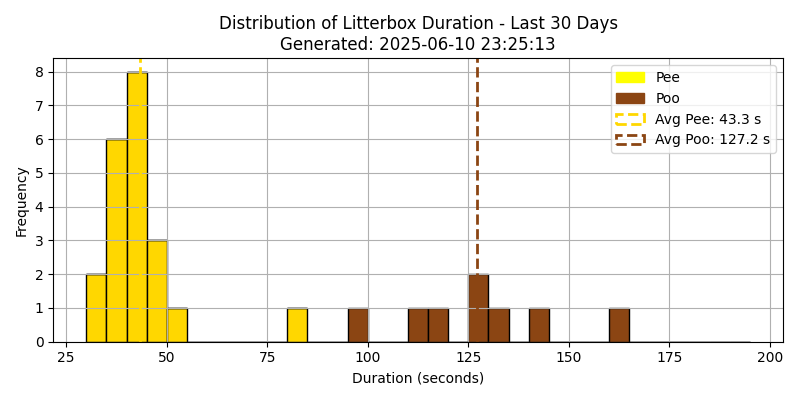 Distribution of Litterbox Duration - Last 30 Days
Generated: 2025-06-10 23:25:13
Pee
Poo
Avg Pee: 43.3 s
Avg Poo: 127.2 s
Frequency
8
7
6
5
4
3
2
1
0
25 50 75 100 125 150 175 200
Duration (seconds)